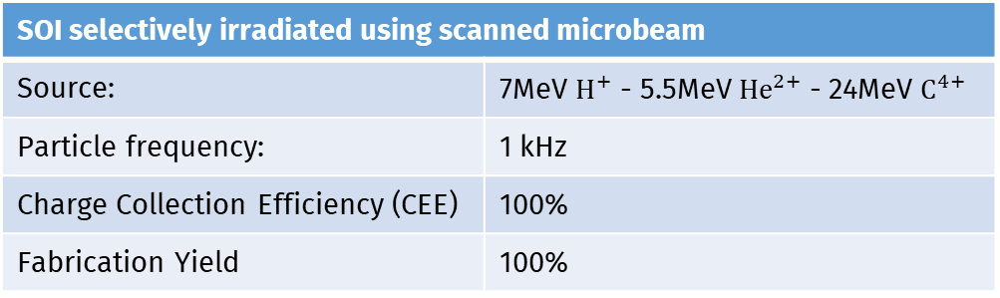 SOI selectively irradiated using scanned microbeam
Source: 7MeV H⁺ - 5.5MeV He²⁺ - 24MeV C⁴⁺
Particle frequency: 1 kHz
Charge Collection Efficiency (CEE) 100%
Fabrication Yield 100%